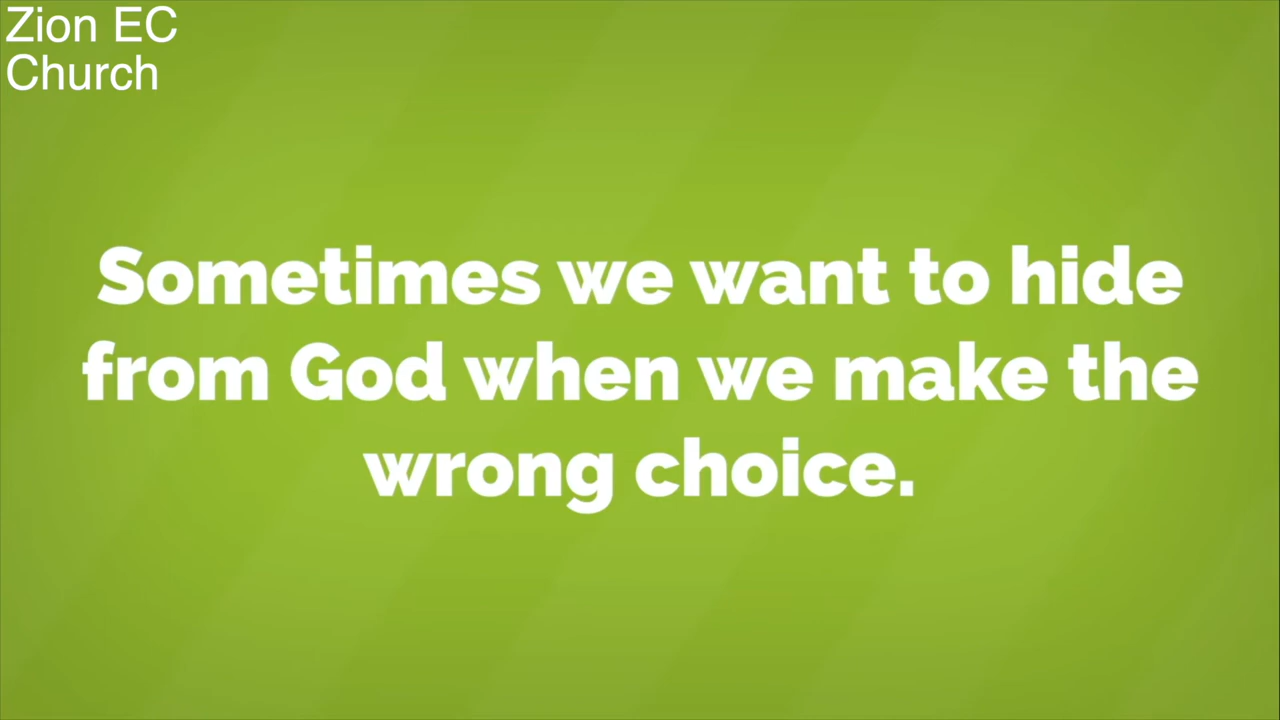 Zion EC
Church
Sometimes we want to hide
from God when we make the
wrong choice.